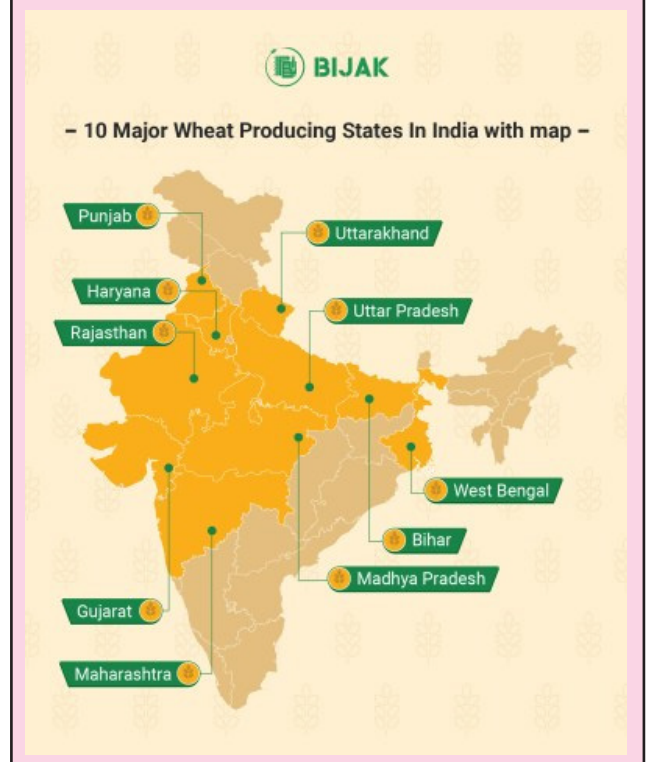 BIJAK
– 10 Major Wheat Producing States In India with map –
Punjab
Uttarakhand
Haryana
Uttar Pradesh
Rajasthan
West Bengal
Bihar
Madhya Pradesh
Gujarat
Maharashtra